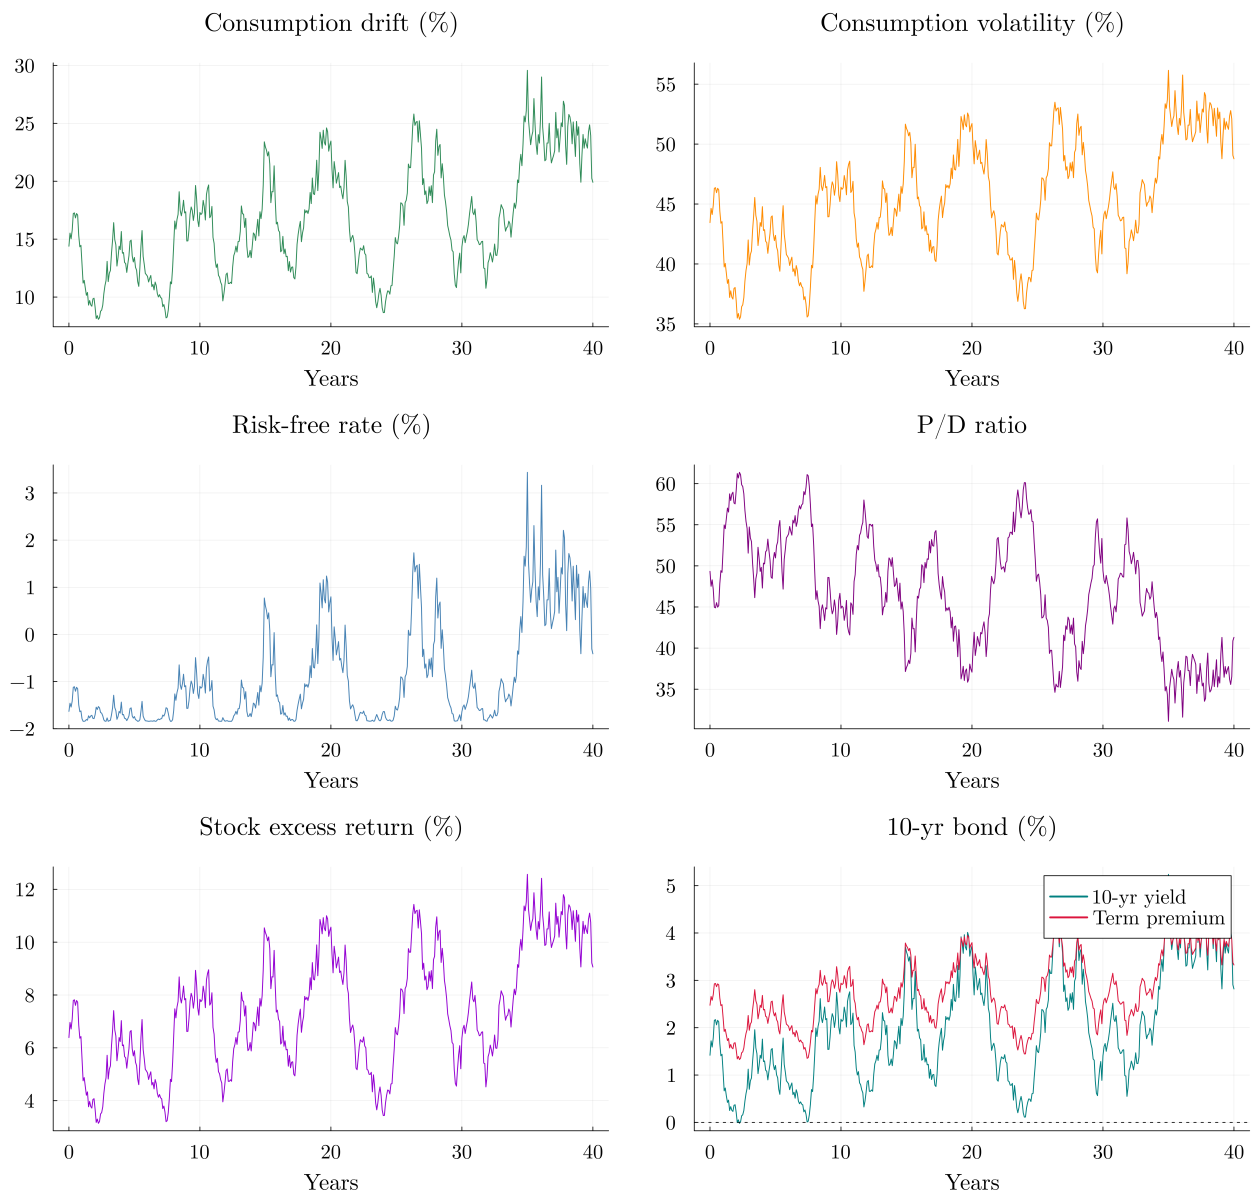 Consumption drift (%)
30
25
20
15
10
0 10 20 30 40
Years
Consumption volatility (%)
55
50
45
40
35
0 10 20 30 40
Years
Risk-free rate (%)
3
2
1
0
−1
−2
0 10 20 30 40
Years
P/D ratio
60
55
50
45
40
35
0 10 20 30 40
Years
Stock excess return (%)
12
10
8
6
4
0 10 20 30 40
Years
10-yr bond (%)
5
4
3
2
1
0
10-yr yield
Term premium
0 10 20 30 40
Years